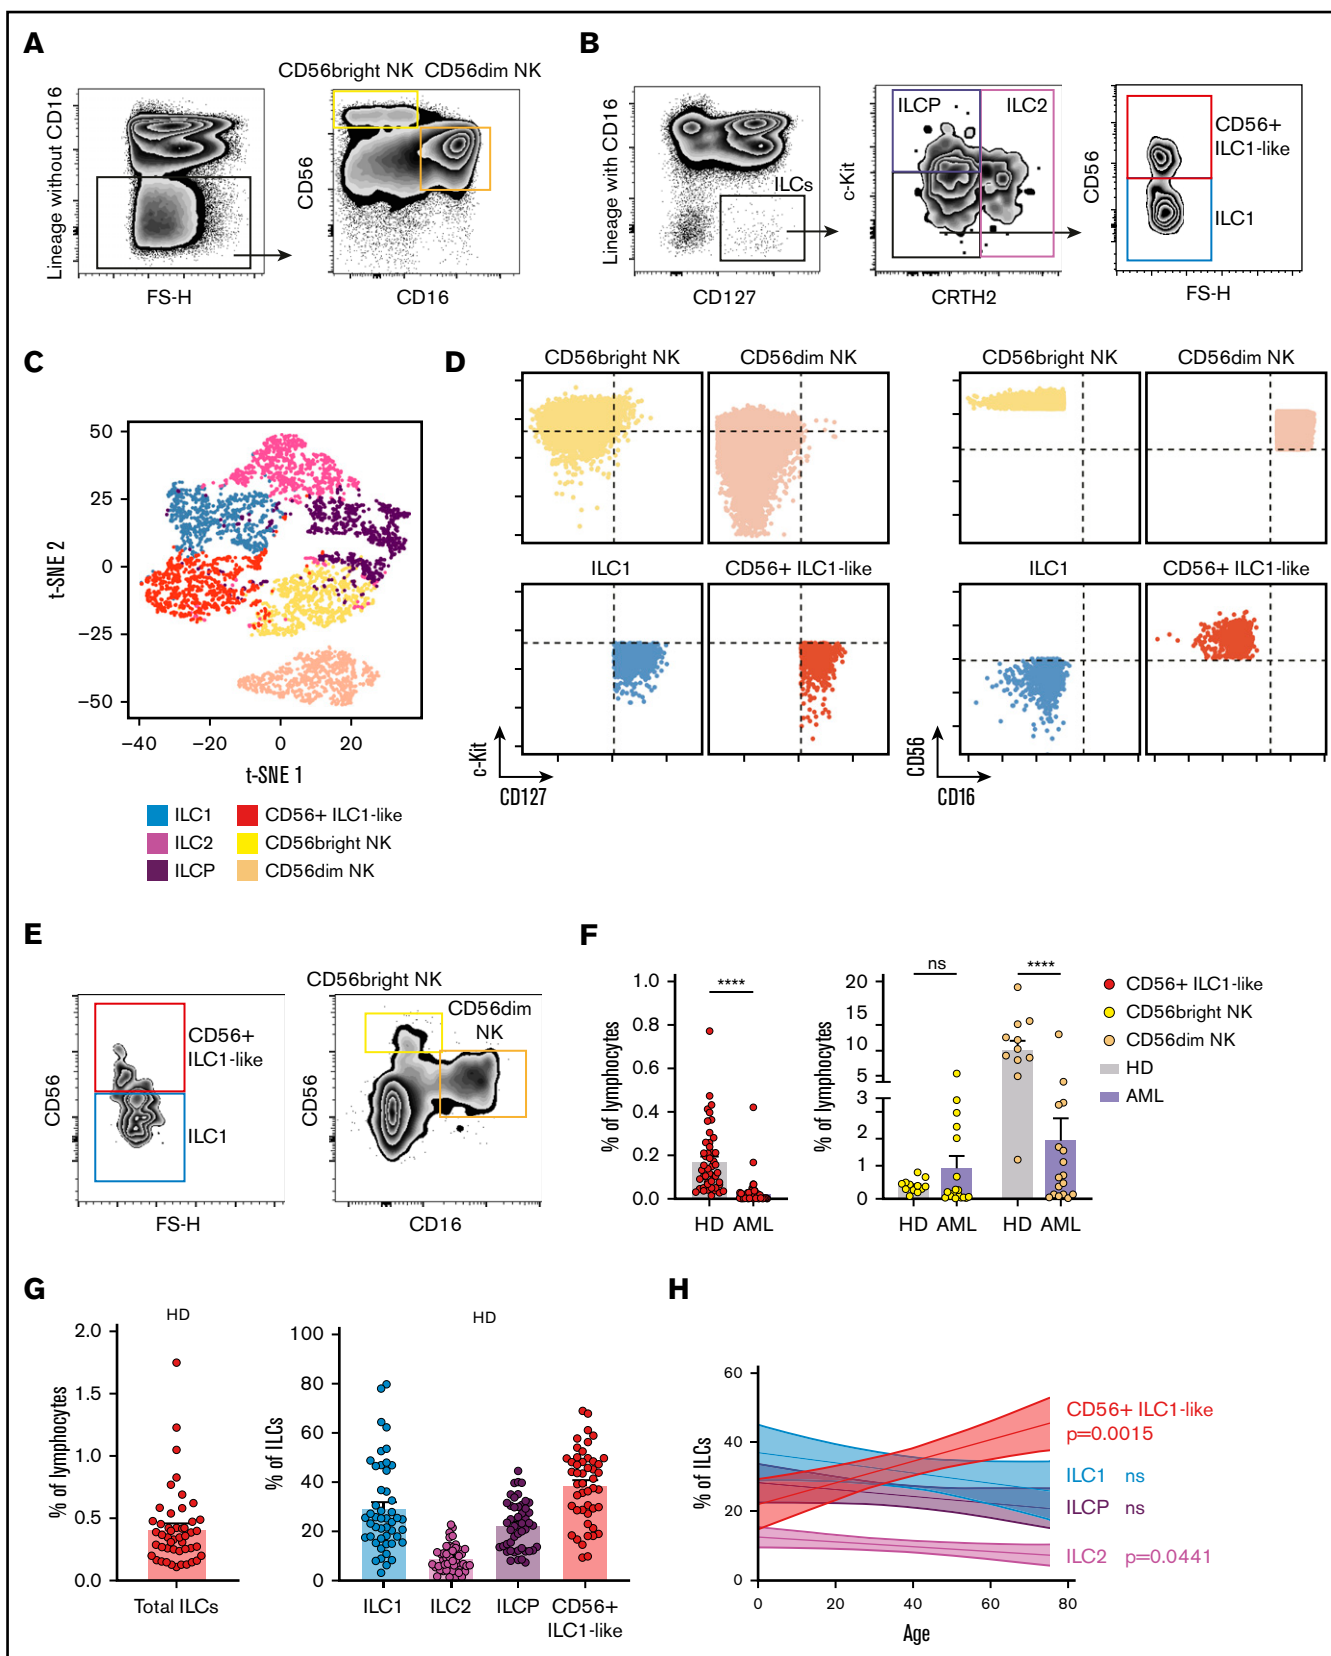 A
CD56bright NK
CD56dim NK
Lineage without CD16
FS-H
CD56
CD16
B
Lineage with CD16
ILCs
CD127
c-Kit
ILCP
ILC2
CRTH2
CD56
CD56+
ILC1-like
ILC1
FS-H
C
t-SNE 2
50
25
0
−25
−50
−40
−20
0
20
t-SNE 1
ILC1
ILC2
ILCP
CD56+ ILC1-like
CD56bright NK
CD56dim NK
D
CD56bright NK
CD56dim NK
ILC1
CD56+ ILC1-like
c-Kit
CD127
CD56bright NK
CD56dim NK
ILC1
CD56+ ILC1-like
CD56
CD16
E
CD56
CD56+
ILC1-like
ILC1
FS-H
CD56bright NK
CD56dim
NK
CD56
CD16
F
% of lymphocytes
1.0
0.8
0.6
0.4
0.2
0.0
****
HD
AML
% of lymphocytes
20
15
10
5
3
2
1
0
ns
****
HD
AML
HD
AML
CD56+ ILC1-like
CD56bright NK
CD56dim NK
HD
AML
G
HD
% of lymphocytes
2.0
1.5
1.0
0.5
0.0
Total ILCs
HD
% of ILCs
100
80
60
40
20
0
ILC1
ILC2
ILCP
CD56+
ILC1-like
H
% of ILCs
60
40
20
0
0
20
40
60
80
Age
CD56+ ILC1-like
p=0.0015
ILC1 ns
ILCP ns
ILC2 p=0.0441